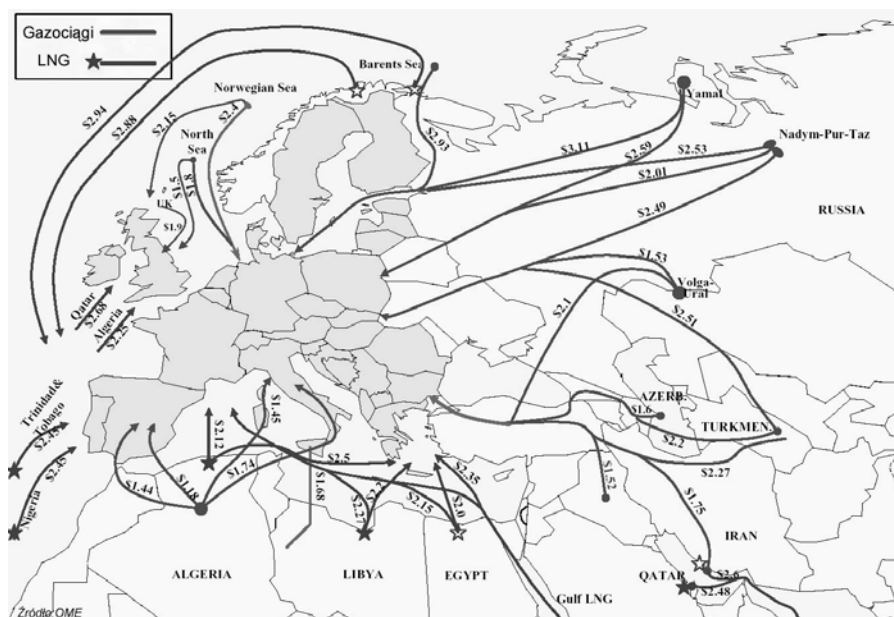 Gazociągi
LNG
Barents Sea
Norwegian Sea
North
Sea
Yamal
Nadym-Pur-Taz
RUSSIA
$2.94
$2.88
$2.15
$2.4
$2.93
$3.11
$2.59
$2.53
$2.01
$2.49
$1.5
$1.8
UK
$1.9
$1.53
Volga-
Ural
$2.1
$2.51
Qatar
$2.68
Algeria
$2.25
Trinidad&
Tobago
$2.45
Nigeria
$2.45
$1.45
$2.12
$1.44
$1.18
$1.74
$2.5
$1.68
$2.27
$2.15
$2.35
$2.0
AZERB.
$1.6
TURKMEN.
$2.2
$2.27
$1.52
$1.75
IRAN
ALGERIA
LIBYA
EGYPT
Gulf LNG
QATAR
$2.6
$2.48
Źródło:OME